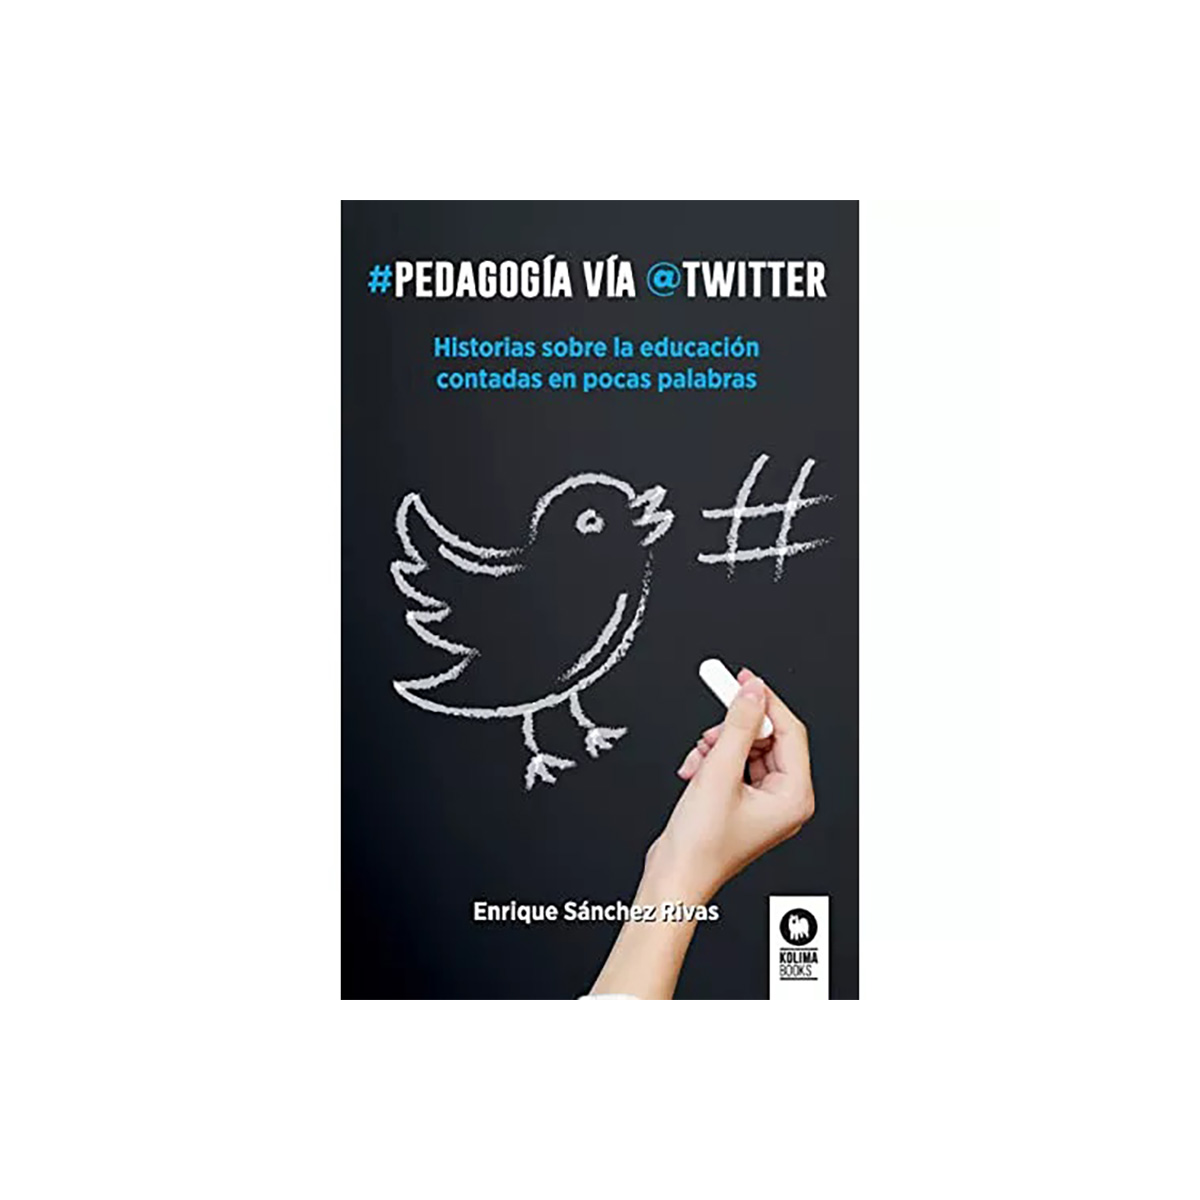 #PEDAGOGÍA VÍA @TWITTER
Historias sobre la educación
contadas en pocas palabras
#
Enrique Sánchez Rivas
KOLIMA
BOOKS